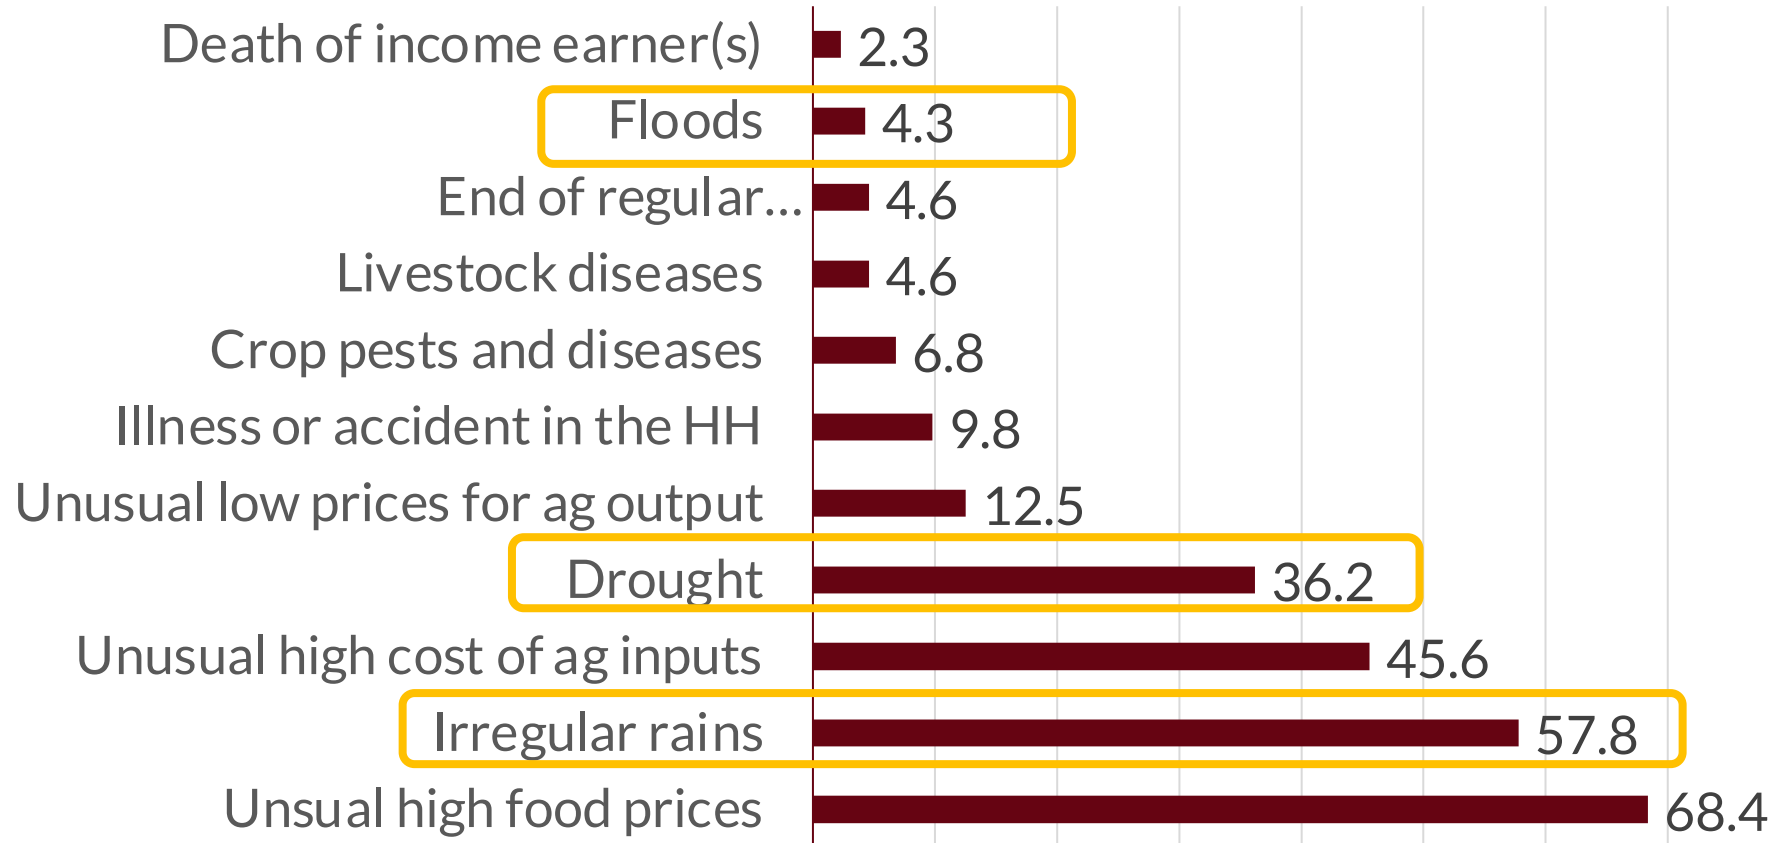 Death of income earner(s) 2.3
Floods 4.3
End of regular... 4.6
Livestock diseases 4.6
Crop pests and diseases 6.8
Illness or accident in the HH 9.8
Unusual low prices for ag output 12.5
Drought 36.2
Unusual high cost of ag inputs 45.6
Irregular rains 57.8
Unsual high food prices 68.4